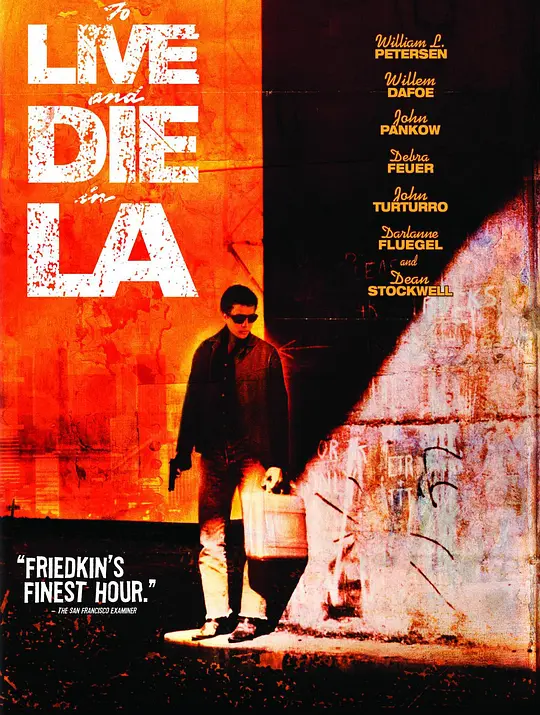 To
LIVE
and
DIE
in
LA
William L.
PETERSEN
Willem
DAFOE
John
PANKOW
Debra
FEUER
John
TURTURRO
Darlanne
FLUEGEL
and
Dean
STOCKWELL
"FRIEDKIN'S
FINEST HOUR."
– THE SAN FRANCISCO EXAMINER